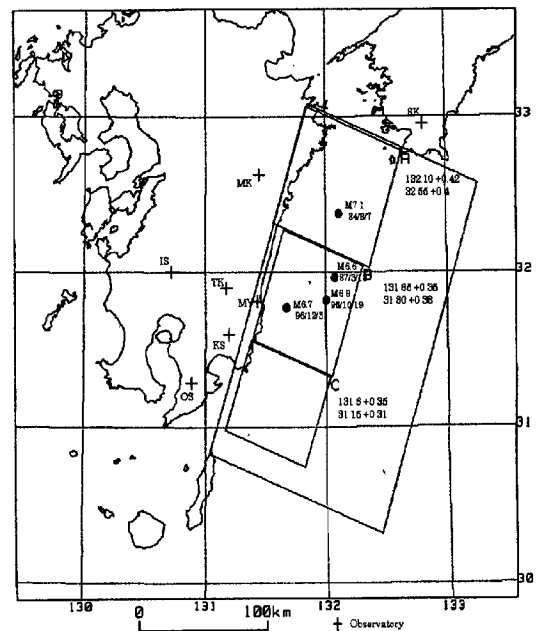 SK
33
A
132.10 +0.42
32.55 +0.4
MK
M7.1
84/8/7
IS
M6.6
87/3/18
32
B
TK
MY
M6.9
96/10/19
131.85 +0.35
31.80 +0.38
M6.7
96/12/3
KS
C
OS
131.6 +0.35
31.15 +0.31
31
30
130
131
132
133
0
100km
+ Observatory